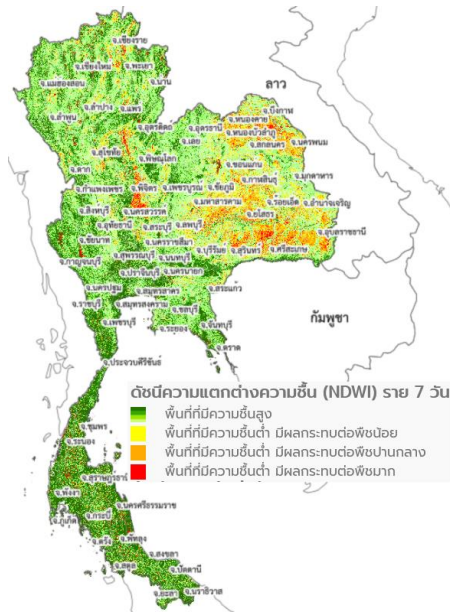 จ.เชียงราย
จ.เชียงใหม่
จ.พะเยา
จ.แม่ฮ่องสอน
จ.น่าน
ลาว
จ.ลำปาง
จ.แพร่
จ.ลำพูน
จ.บึงกาฬ
จ.หนองคาย
จ.อุตรดิตถ์
จ.อุดรธานี
จ.หนองบัวลำภู
จ.เลย
จ.สกลนคร
จ.นครพนม
จ.สุโขทัย
จ.พิษณุโลก
จ.ตาก
จ.ขอนแก่น
จ.มุกดาหาร
จ.กำแพงเพชร
จ.พิจิตร
จ.เพชรบูรณ์
จ.ชัยภูมิ
จ.กาฬสินธุ์
จ.มหาสารคาม
จ.ร้อยเอ็ด
จ.อำนาจเจริญ
จ.สิงห์บุรี
จ.นครสวรรค์
จ.ยโสธร
จ.อุทัยธานี
จ.สระบุรี
จ.ลพบุรี
จ.อุบลราชธานี
จ.ชัยนาท
จ.นครราชสีมา
จ.บุรีรัมย์
จ.สุรินทร์
จ.ศรีสะเกษ
จ.กาญจนบุรี
จ.สุพรรณบุรี
จ.นนทบุรี
จ.ปราจีนบุรี
จ.นครนายก
จ.นครปฐม
จ.สมุทรสาคร
จ.สระแก้ว
จ.ราชบุรี
จ.สมุทรสงคราม
จ.ชลบุรี
กัมพูชา
จ.เพชรบุรี
จ.ระยอง
จ.จันทบุรี
จ.ตราด
จ.ประจวบคีรีขันธ์
ดัชนีความแตกต่างความชื้น (NDWI) ราย 7 วัน
พื้นที่ที่มีความชื้นสูง
พื้นที่ที่มีความชื้นต่ำ มีผลกระทบต่อพืชน้อย
พื้นที่ที่มีความชื้นต่ำ มีผลกระทบต่อพืชปานกลาง
พื้นที่ที่มีความชื้นต่ำ มีผลกระทบต่อพืชมาก
จ.ชุมพร
จ.ระนอง
จ.สุราษฎร์ธานี
จ.พังงา
จ.นครศรีธรรมราช
จ.ภูเก็ต
จ.กระบี่
จ.ตรัง
จ.พัทลุง
จ.สงขลา
จ.สตูล
จ.ปัตตานี
จ.ยะลา
จ.นราธิวาส